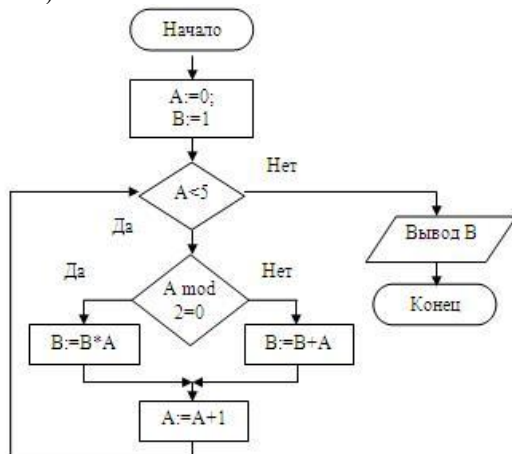 Начало
A:=0;
B:=1
Нет
A<5
Да
Вывод B
Да
A mod
2=0
Нет
Конец
B:=B*A
B:=B+A
A:=A+1